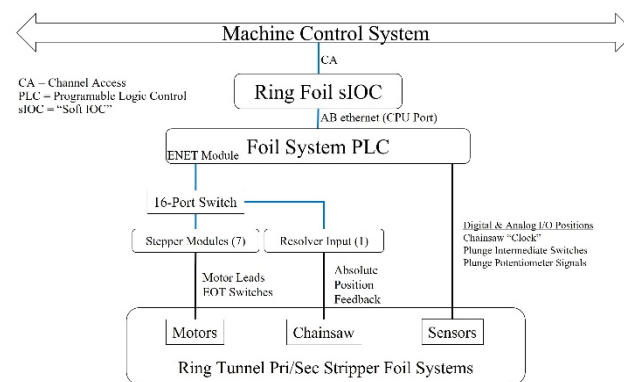 Machine Control System
CA
CA – Channel Access
PLC = Programable Logic Control
sIOC = “Soft IOC”
Ring Foil sIOC
AB ethernet (CPU Port)
Foil System PLC
ENET Module
16-Port Switch
Stepper Modules (7)
Resolver Input (1)
Digital & Analog I/O Positions
Chainsaw “Clock”
Plunge Intermediate Switches
Plunge Potentiometer Signals
Motor Leads
EOT Switches
Absolute
Position
Feedback
Motors
Chainsaw
Sensors
Ring Tunnel Pri/Sec Stripper Foil Systems